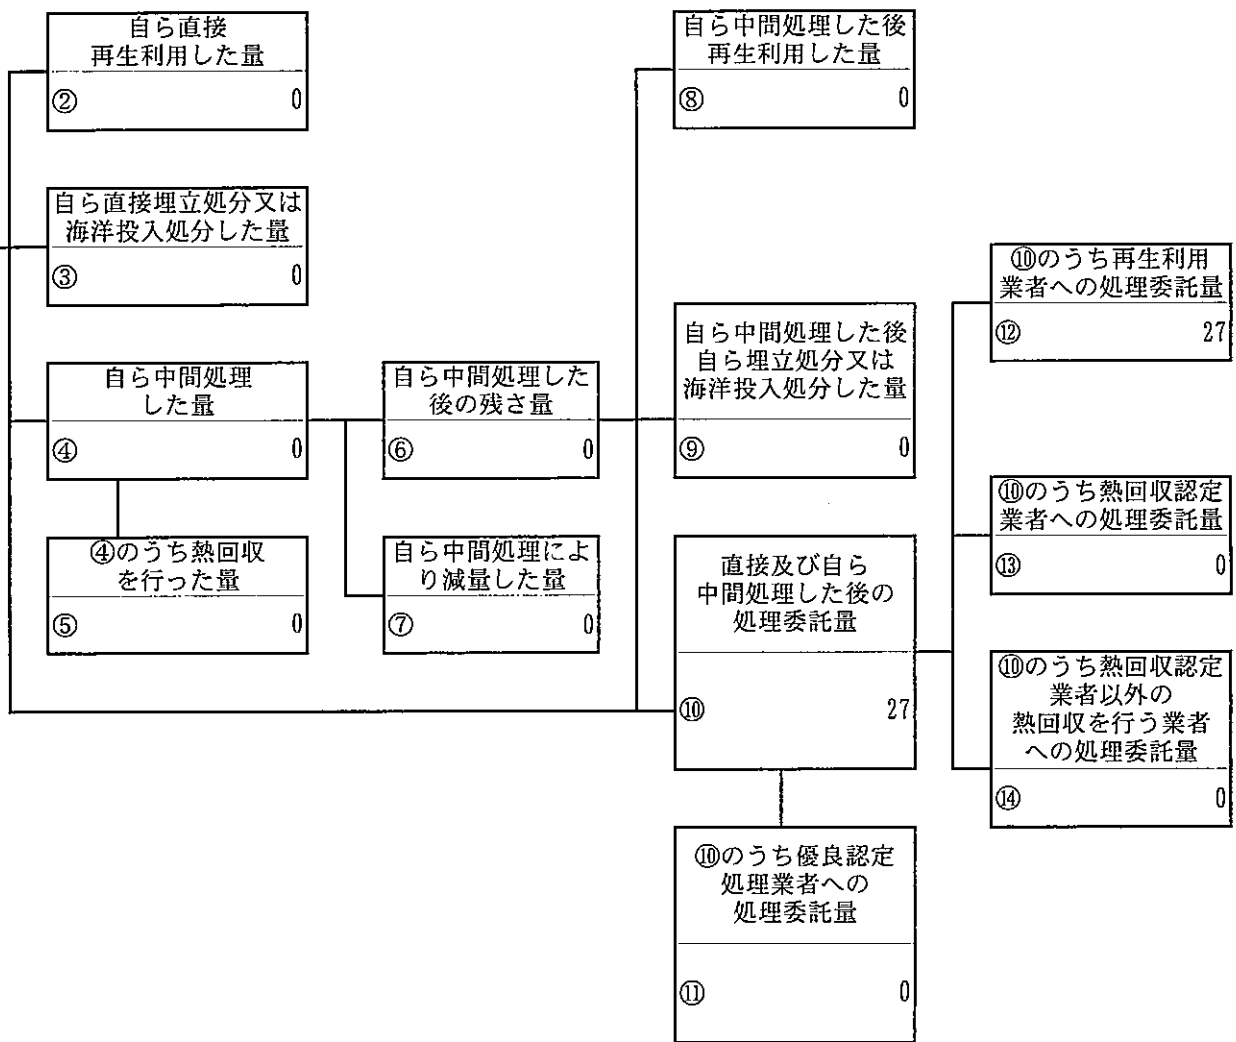 自ら直接
再生利用した量
② 0
自ら直接埋立処分又は
海洋投入処分した量
③ 0
自ら中間処理
した量
④ 0
④のうち熱回収
を行った量
⑤ 0
自ら中間処理した
後の残さ量
⑥ 0
自ら中間処理によ
り減量した量
⑦ 0
自ら中間処理した後
再生利用した量
⑧ 0
自ら中間処理した後
自ら埋立処分又は
海洋投入処分した量
⑨ 0
直接及び自ら
中間処理した後の
処理委託量
⑩ 27
⑩のうち優良認定
処理業者への
処理委託量
⑪ 0
⑩のうち再生利用
業者への処理委託量
⑫ 27
⑩のうち熱回収認定
業者への処理委託量
⑬ 0
⑩のうち熱回収認定
業者以外の
熱回収を行う業者
への処理委託量
⑭ 0